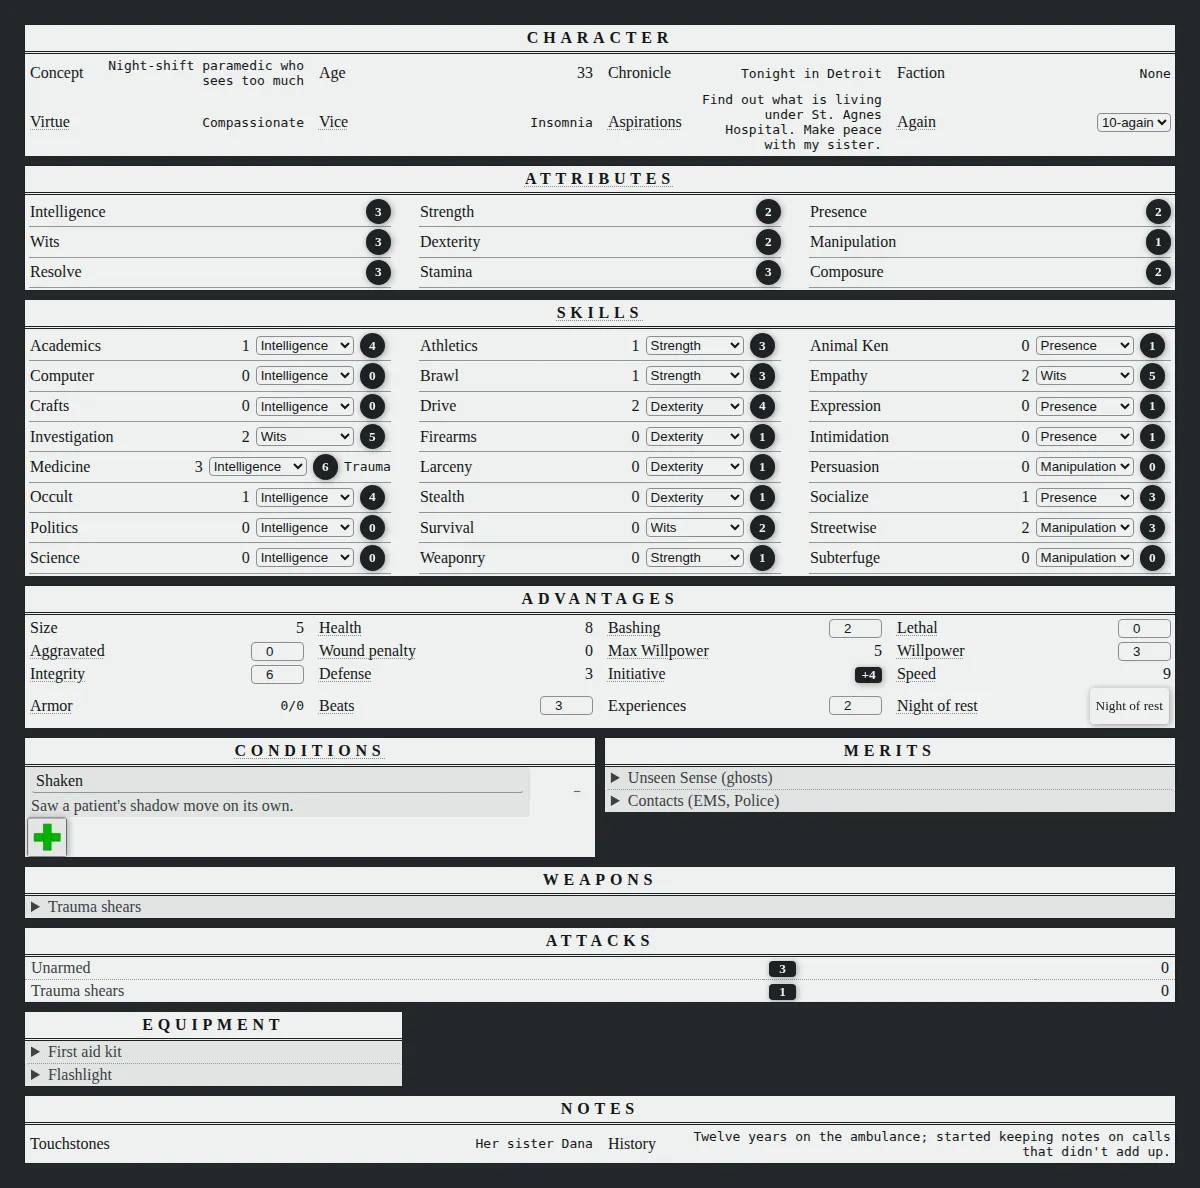 CHARACTER
Concept Night-shift paramedic who sees too much Age 33 Chronicle Tonight in Detroit Faction None
Virtue Compassionate Vice Insomnia Aspirations Find out what is living under St. Agnes Hospital. Make peace with my sister. Again 10-again
ATTRIBUTES
Intelligence 3 Strength 2 Presence 2
Wits 3 Dexterity 2 Manipulation 1
Resolve 3 Stamina 3 Composure 2
SKILLS
Academics 1 Intelligence 4 Athletics 1 Strength 3 Animal Ken 0 Presence 1
Computer 0 Intelligence 0 Brawl 1 Strength 3 Empathy 2 Wits 5
Crafts 0 Intelligence 0 Drive 2 Dexterity 4 Expression 0 Presence 1
Investigation 2 Wits 5 Firearms 0 Dexterity 1 Intimidation 0 Presence 1
Medicine 3 Intelligence 6 Trauma Larceny 0 Dexterity 1 Persuasion 0 Manipulation 0
Occult 1 Intelligence 4 Stealth 0 Dexterity 1 Socialize 1 Presence 3
Politics 0 Intelligence 0 Survival 0 Wits 2 Streetwise 2 Manipulation 3
Science 0 Intelligence 0 Weaponry 0 Strength 1 Subterfuge 0 Manipulation 0
ADVANTAGES
Size 5 Health 8 Bashing 2 Lethal 0
Aggravated 0 Wound penalty 0 Max Willpower 5 Willpower 3
Integrity 6 Defense 3 Initiative +4 Speed 9
Armor 0/0 Beats 3 Experiences 2 Night of rest Night of rest
CONDITIONS
Shaken –
Saw a patient's shadow move on its own.
MERITS
Unseen Sense (ghosts)
Contacts (EMS, Police)
WEAPONS
Trauma shears
ATTACKS
Unarmed 3 0
Trauma shears 1 0
EQUIPMENT
First aid kit
Flashlight
NOTES
Touchstones Her sister Dana History Twelve years on the ambulance; started keeping notes on calls that didn't add up.